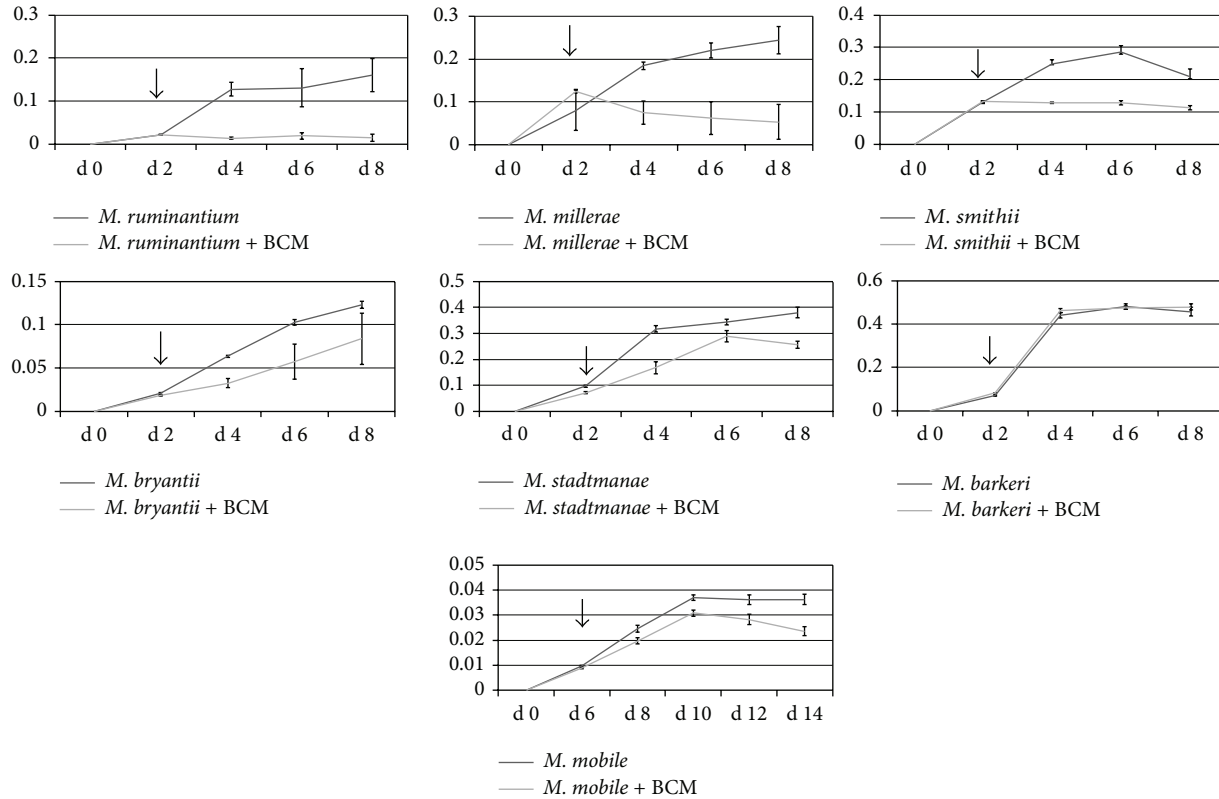 0.3
0.2
0.1
0
d 0 d 2 d 4 d 6 d 8
M. ruminantium
M. ruminantium + BCM
0.3
0.2
0.1
0
d 0 d 2 d 4 d 6 d 8
M. millerae
M. millerae + BCM
0.4
0.3
0.2
0.1
0
d 0 d 2 d 4 d 6 d 8
M. smithii
M. smithii + BCM
0.15
0.1
0.05
0
d 0 d 2 d 4 d 6 d 8
M. bryantii
M. bryantii + BCM
0.5
0.4
0.3
0.2
0.1
0
d 0 d 2 d 4 d 6 d 8
M. stadtmanae
M. stadtmanae + BCM
0.6
0.4
0.2
0
d 0 d 2 d 4 d 6 d 8
M. barkeri
M. barkeri + BCM
0.05
0.04
0.03
0.02
0.01
0
d 0 d 6 d 8 d 10 d 12 d 14
M. mobile
M. mobile + BCM